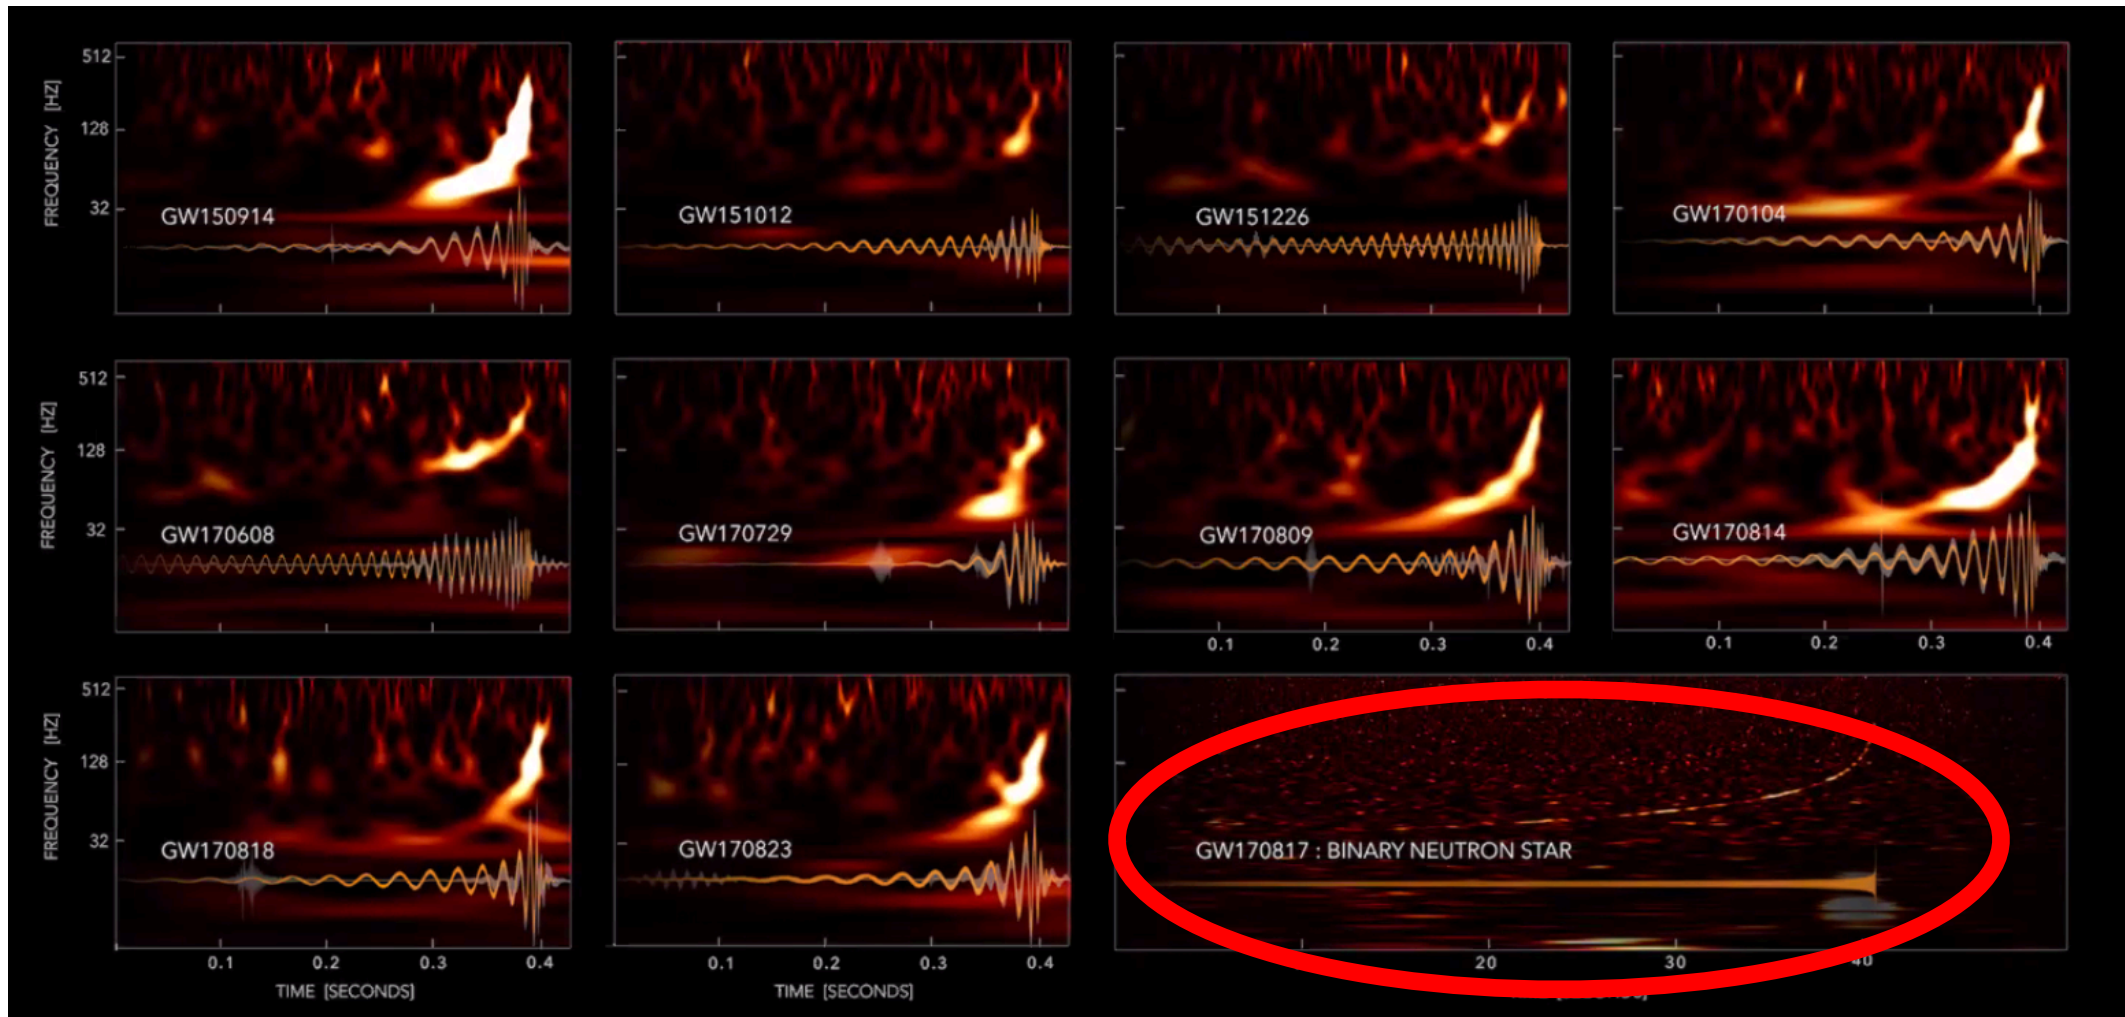 FREQUENCY [HZ]
512
128
32
GW150914
GW151012
GW151226
GW170104
FREQUENCY [HZ]
512
128
32
GW170608
GW170729
GW170809
GW170814
0.1 0.2 0.3 0.4
0.1 0.2 0.3 0.4
FREQUENCY [HZ]
512
128
32
GW170818
GW170823
GW170817 : BINARY NEUTRON STAR
0.1 0.2 0.3 0.4
0.1 0.2 0.3 0.4
20 30 40
TIME [SECONDS]
TIME [SECONDS]